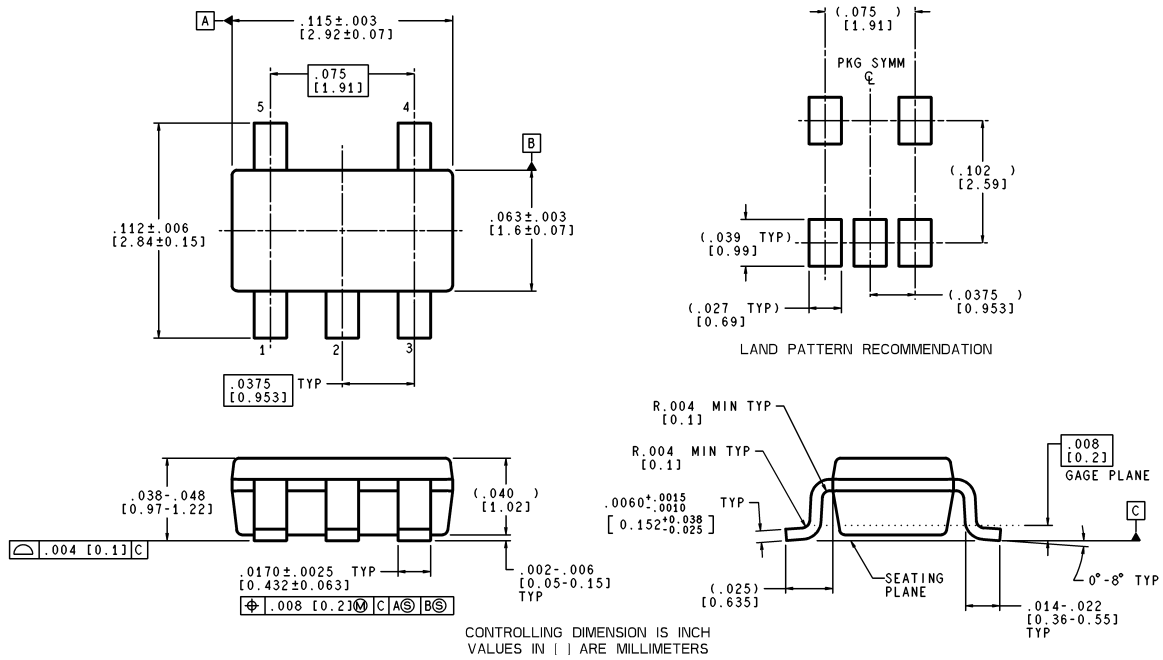 A
.115±.003
[2.92±0.07]
.075
[1.91]
5
4
B
.112±.006
[2.84±0.15]
.063±.003
[1.6±0.07]
1
2
3
.0375 TYP
[0.953]
(.075 )
[1.91]
PKG SYMM
℄
(.102 )
[2.59]
(.039 TYP)
[0.99]
(.027 TYP)
[0.69]
(.0375 )
[0.953]
LAND PATTERN RECOMMENDATION
.038-.048
[0.97-1.22]
(.040 )
[1.02]
⌓ .004 [0.1] C
.0170±.0025 TYP
[0.432±0.063]
⌖ .008 [0.2]Ⓜ C AⓈ BⓈ
.002-.006
[0.05-0.15]
TYP
R.004 MIN TYP
[0.1]
R.004 MIN TYP
[0.1]
.0060+.0015-.0010 TYP
[0.152+0.038-0.025]
.008
[0.2]
GAGE PLANE
C
(.025)
[0.635]
SEATING
PLANE
0°-8° TYP
.014-.022
[0.36-0.55]
TYP
CONTROLLING DIMENSION IS INCH
VALUES IN [ ] ARE MILLIMETERS